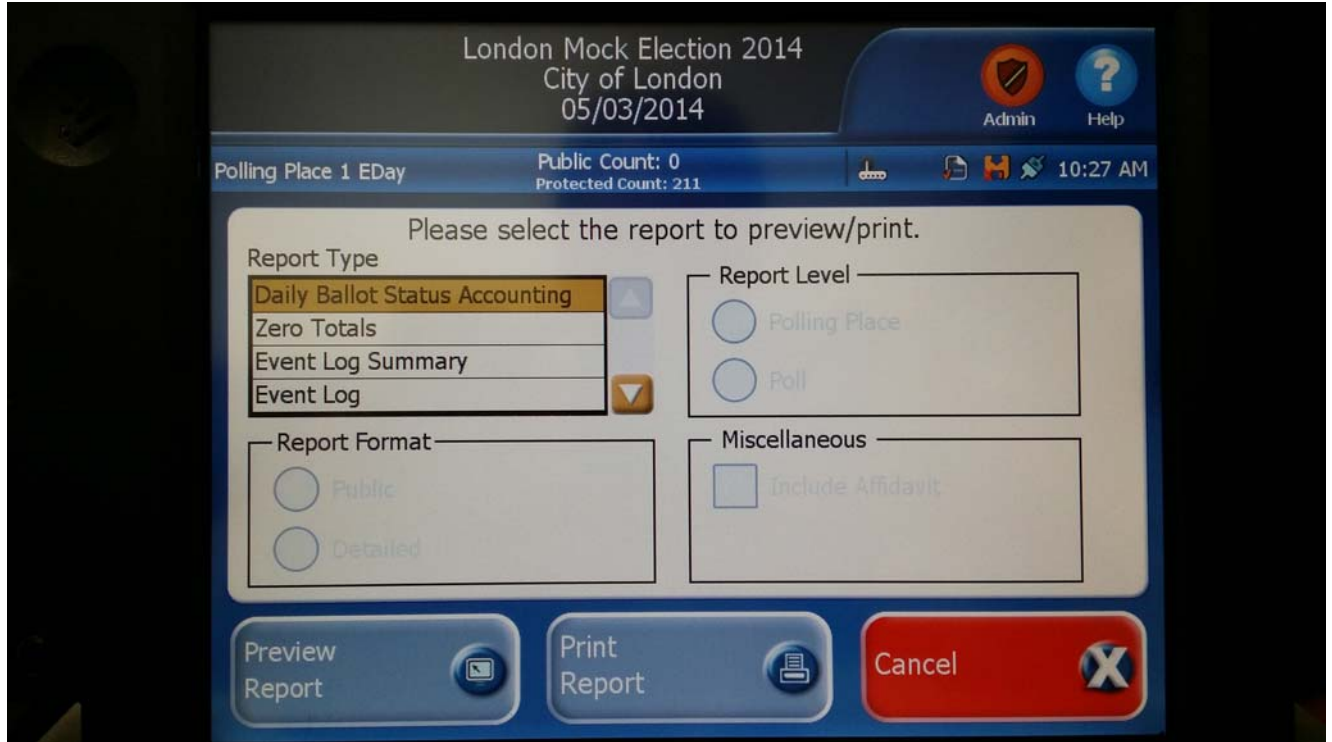 London Mock Election 2014
City of London
05/03/2014
Admin
Help
Polling Place 1 EDay
Public Count: 0
Protected Count: 211
10:27 AM
Please select the report to preview/print.
Report Type
Daily Ballot Status Accounting
Zero Totals
Event Log Summary
Event Log
Report Level
Polling Place
Poll
Report Format
Public
Detailed
Miscellaneous
Include Affidavit
Preview
Report
Print
Report
Cancel